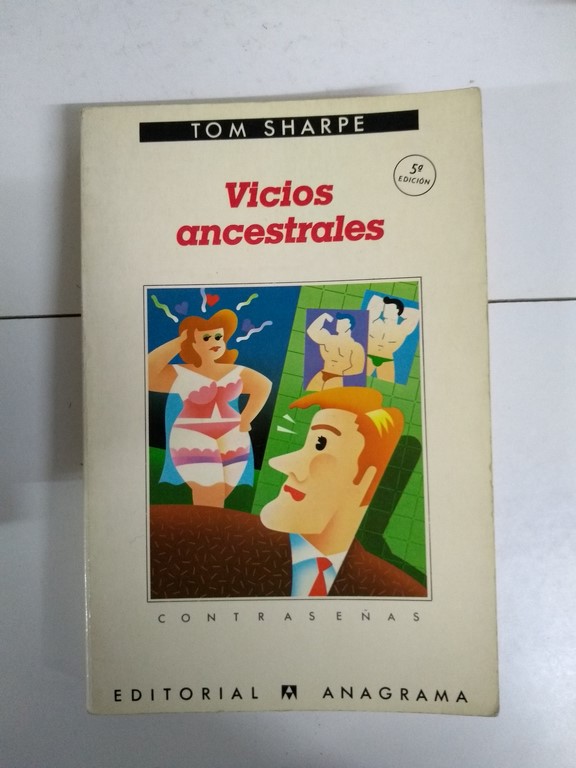 TOM SHARPE
5ª
EDICIÓN
Vicios
ancestrales
CONTRASEÑAS
EDITORIAL ANAGRAMA